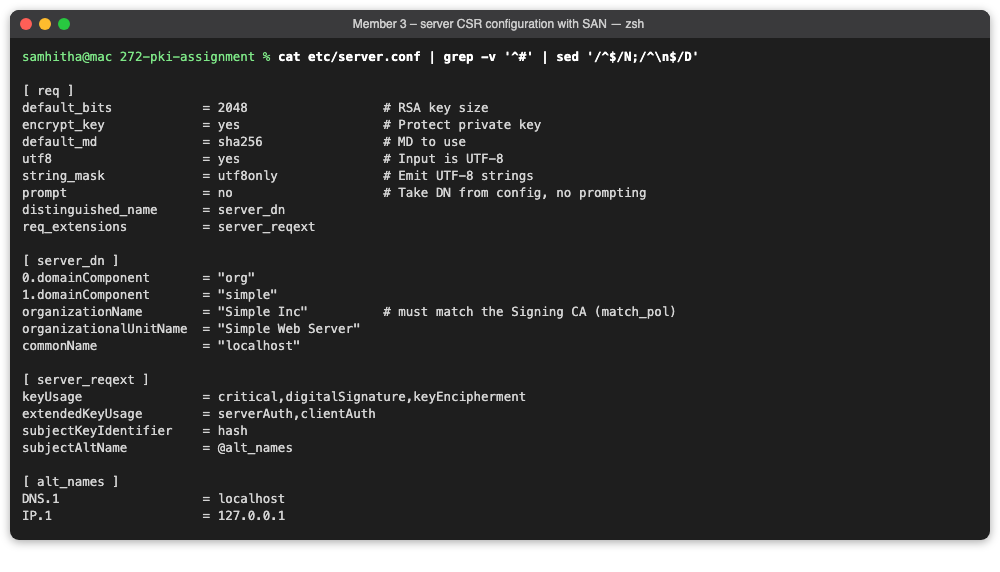 Member 3 – server CSR configuration with SAN — zsh
samhitha@mac 272-pki-assignment % cat etc/server.conf | grep -v '^#' | sed '/^$/N;/^\n$/D'
[ req ]
default_bits = 2048 # RSA key size
encrypt_key = yes # Protect private key
default_md = sha256 # MD to use
utf8 = yes # Input is UTF-8
string_mask = utf8only # Emit UTF-8 strings
prompt = no # Take DN from config, no prompting
distinguished_name = server_dn
req_extensions = server_reqext
[ server_dn ]
0.domainComponent = "org"
1.domainComponent = "simple"
organizationName = "Simple Inc" # must match the Signing CA (match_pol)
organizationalUnitName = "Simple Web Server"
commonName = "localhost"
[ server_reqext ]
keyUsage = critical,digitalSignature,keyEncipherment
extendedKeyUsage = serverAuth,clientAuth
subjectKeyIdentifier = hash
subjectAltName = @alt_names
[ alt_names ]
DNS.1 = localhost
IP.1 = 127.0.0.1